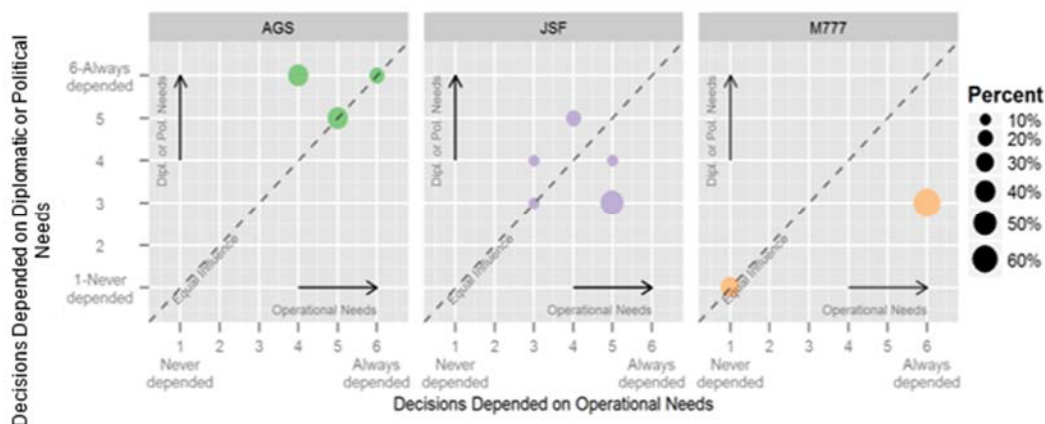 AGS
JSF
M777
Decisions Depended on Diplomatic or Political
Needs
6-Always
depended
5
4
3
2
1-Never
depended
Dipl. or Pol. Needs
Equal Influence
Operational Needs
Dipl. or Pol. Needs
Equal Influence
Operational Needs
Dipl. or Pol. Needs
Equal Influence
Operational Needs
1 2 3 4 5 6
Never
depended
Always
depended
1 2 3 4 5 6
Never
depended
Always
depended
1 2 3 4 5 6
Never
depended
Always
depended
Decisions Depended on Operational Needs
Percent
10%
20%
30%
40%
50%
60%